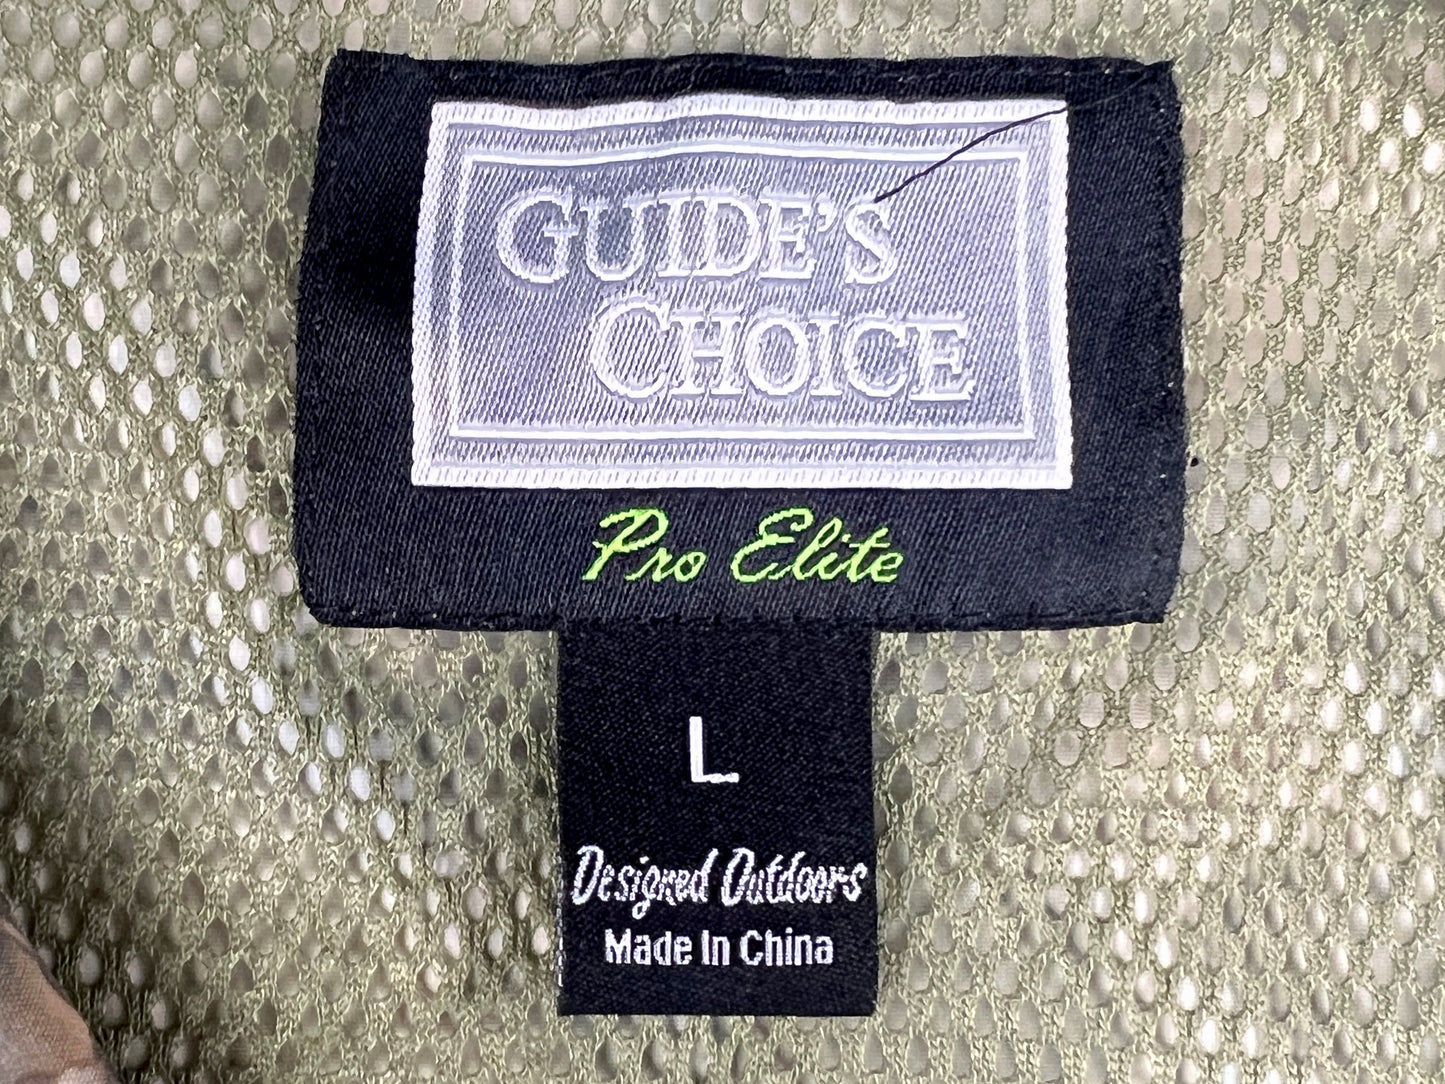 GUIDE'S
CHOICE
Pro Elite
L
Designed Outdoors
Made In China